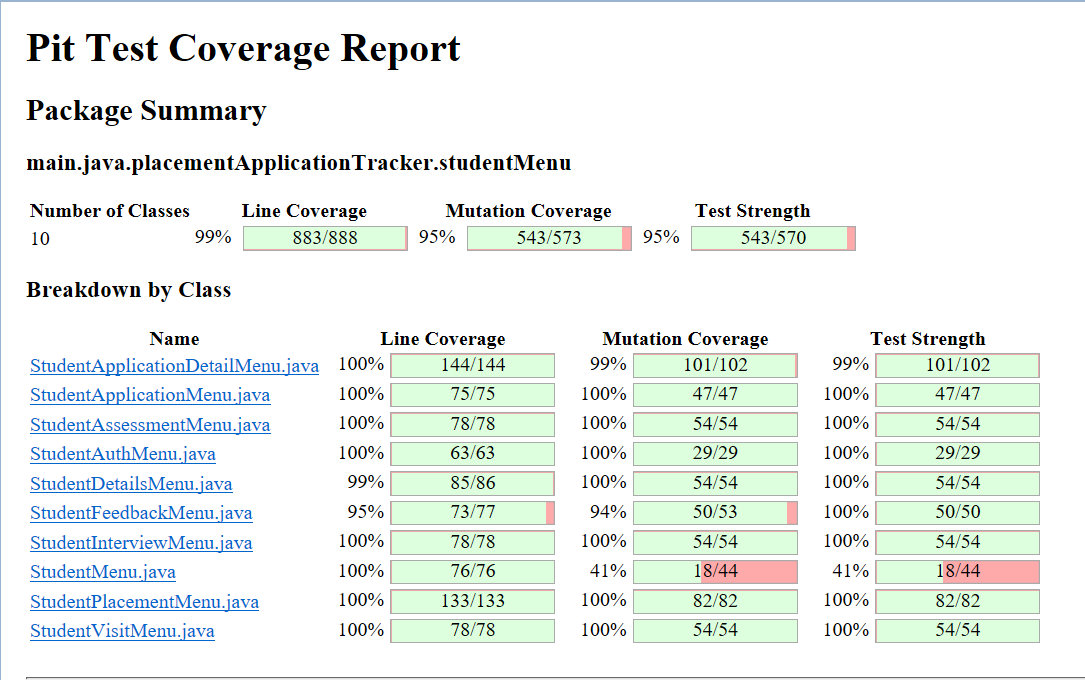 Pit Test Coverage Report
Package Summary
main.java.placementApplicationTracker.studentMenu
Number of Classes Line Coverage Mutation Coverage Test Strength
10 99% 883/888 95% 543/573 95% 543/570
Breakdown by Class
Name Line Coverage Mutation Coverage Test Strength
StudentApplicationDetailMenu.java 100% 144/144 99% 101/102 99% 101/102
StudentApplicationMenu.java 100% 75/75 100% 47/47 100% 47/47
StudentAssessmentMenu.java 100% 78/78 100% 54/54 100% 54/54
StudentAuthMenu.java 100% 63/63 100% 29/29 100% 29/29
StudentDetailsMenu.java 99% 85/86 100% 54/54 100% 54/54
StudentFeedbackMenu.java 95% 73/77 94% 50/53 100% 50/50
StudentInterviewMenu.java 100% 78/78 100% 54/54 100% 54/54
StudentMenu.java 100% 76/76 41% 18/44 41% 18/44
StudentPlacementMenu.java 100% 133/133 100% 82/82 100% 82/82
StudentVisitMenu.java 100% 78/78 100% 54/54 100% 54/54